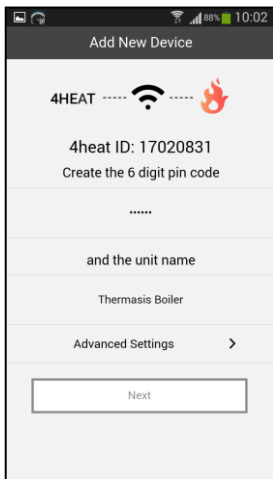 88% 10:02
Add New Device
4HEAT
4heat ID: 17020831
Create the 6 digit pin code
······
and the unit name
Thermasis Boiler
Advanced Settings
Next